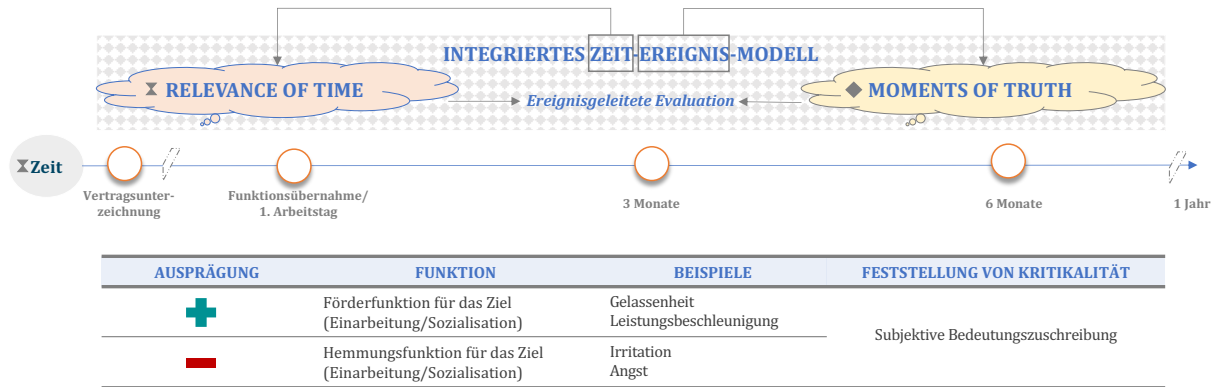 INTEGRIERTES ZEIT-EREIGNIS-MODELL
RELEVANCE OF TIME
Ereignisgeleitete Evaluation
MOMENTS OF TRUTH
Zeit
Vertragsunter-
zeichnung
Funktionsübernahme/
1. Arbeitstag
3 Monate
6 Monate
1 Jahr
AUSPRÄGUNG FUNKTION BEISPIELE FESTSTELLUNG VON KRITIKALITÄT
Förderfunktion für das Ziel
(Einarbeitung/Sozialisation)
Gelassenheit
Leistungsbeschleunigung
Subjektive Bedeutungszuschreibung
Hemmungsfunktion für das Ziel
(Einarbeitung/Sozialisation)
Irritation
Angst